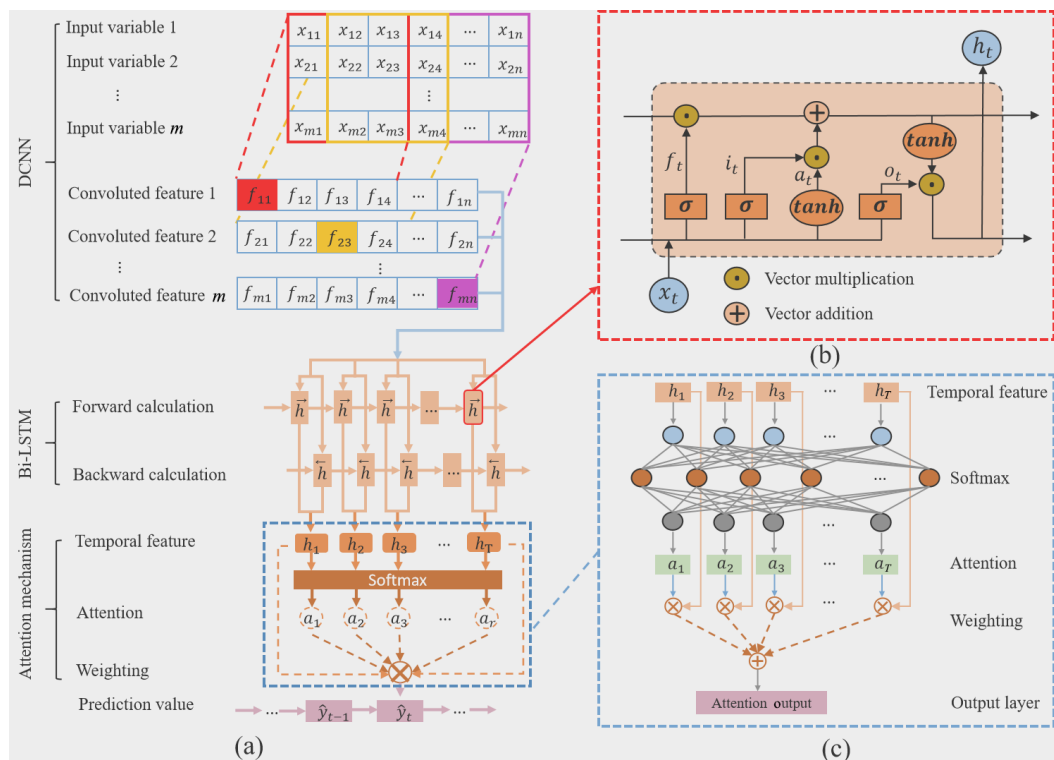 DCNN
Input variable 1
x11 x12 x13 x14 ... x1n
Input variable 2
x21 x22 x23 x24 ... x2n
⋮ ⋮
Input variable m
xm1 xm2 xm3 xm4 ... xmn
Convoluted feature 1
f11 f12 f13 f14 ... f1n
Convoluted feature 2
f21 f22 f23 f24 ... f2n
⋮ ⋮
Convoluted feature m
fm1 fm2 fm3 fm4 ... fmn
Bi-LSTM
Forward calculation
h⃗ h⃗ h⃗ ... h⃗
Backward calculation
h⃖ h⃖ h⃖ ... h⃖
Attention mechanism
Temporal feature
h1 h2 h3 ... hT
Softmax
Attention
a1 a2 a3 ... ar
Weighting
Prediction value
... ŷt−1 ŷt ...
(a)
ht
tanh
ft it at ot
σ σ tanh σ
xt
Vector multiplication
Vector addition
(b)
h1 h2 h3 ... hT
Temporal feature
...
Softmax
...
...
a1 a2 a3 ... aT
Attention
...
Weighting
Attention output
Output layer
(c)